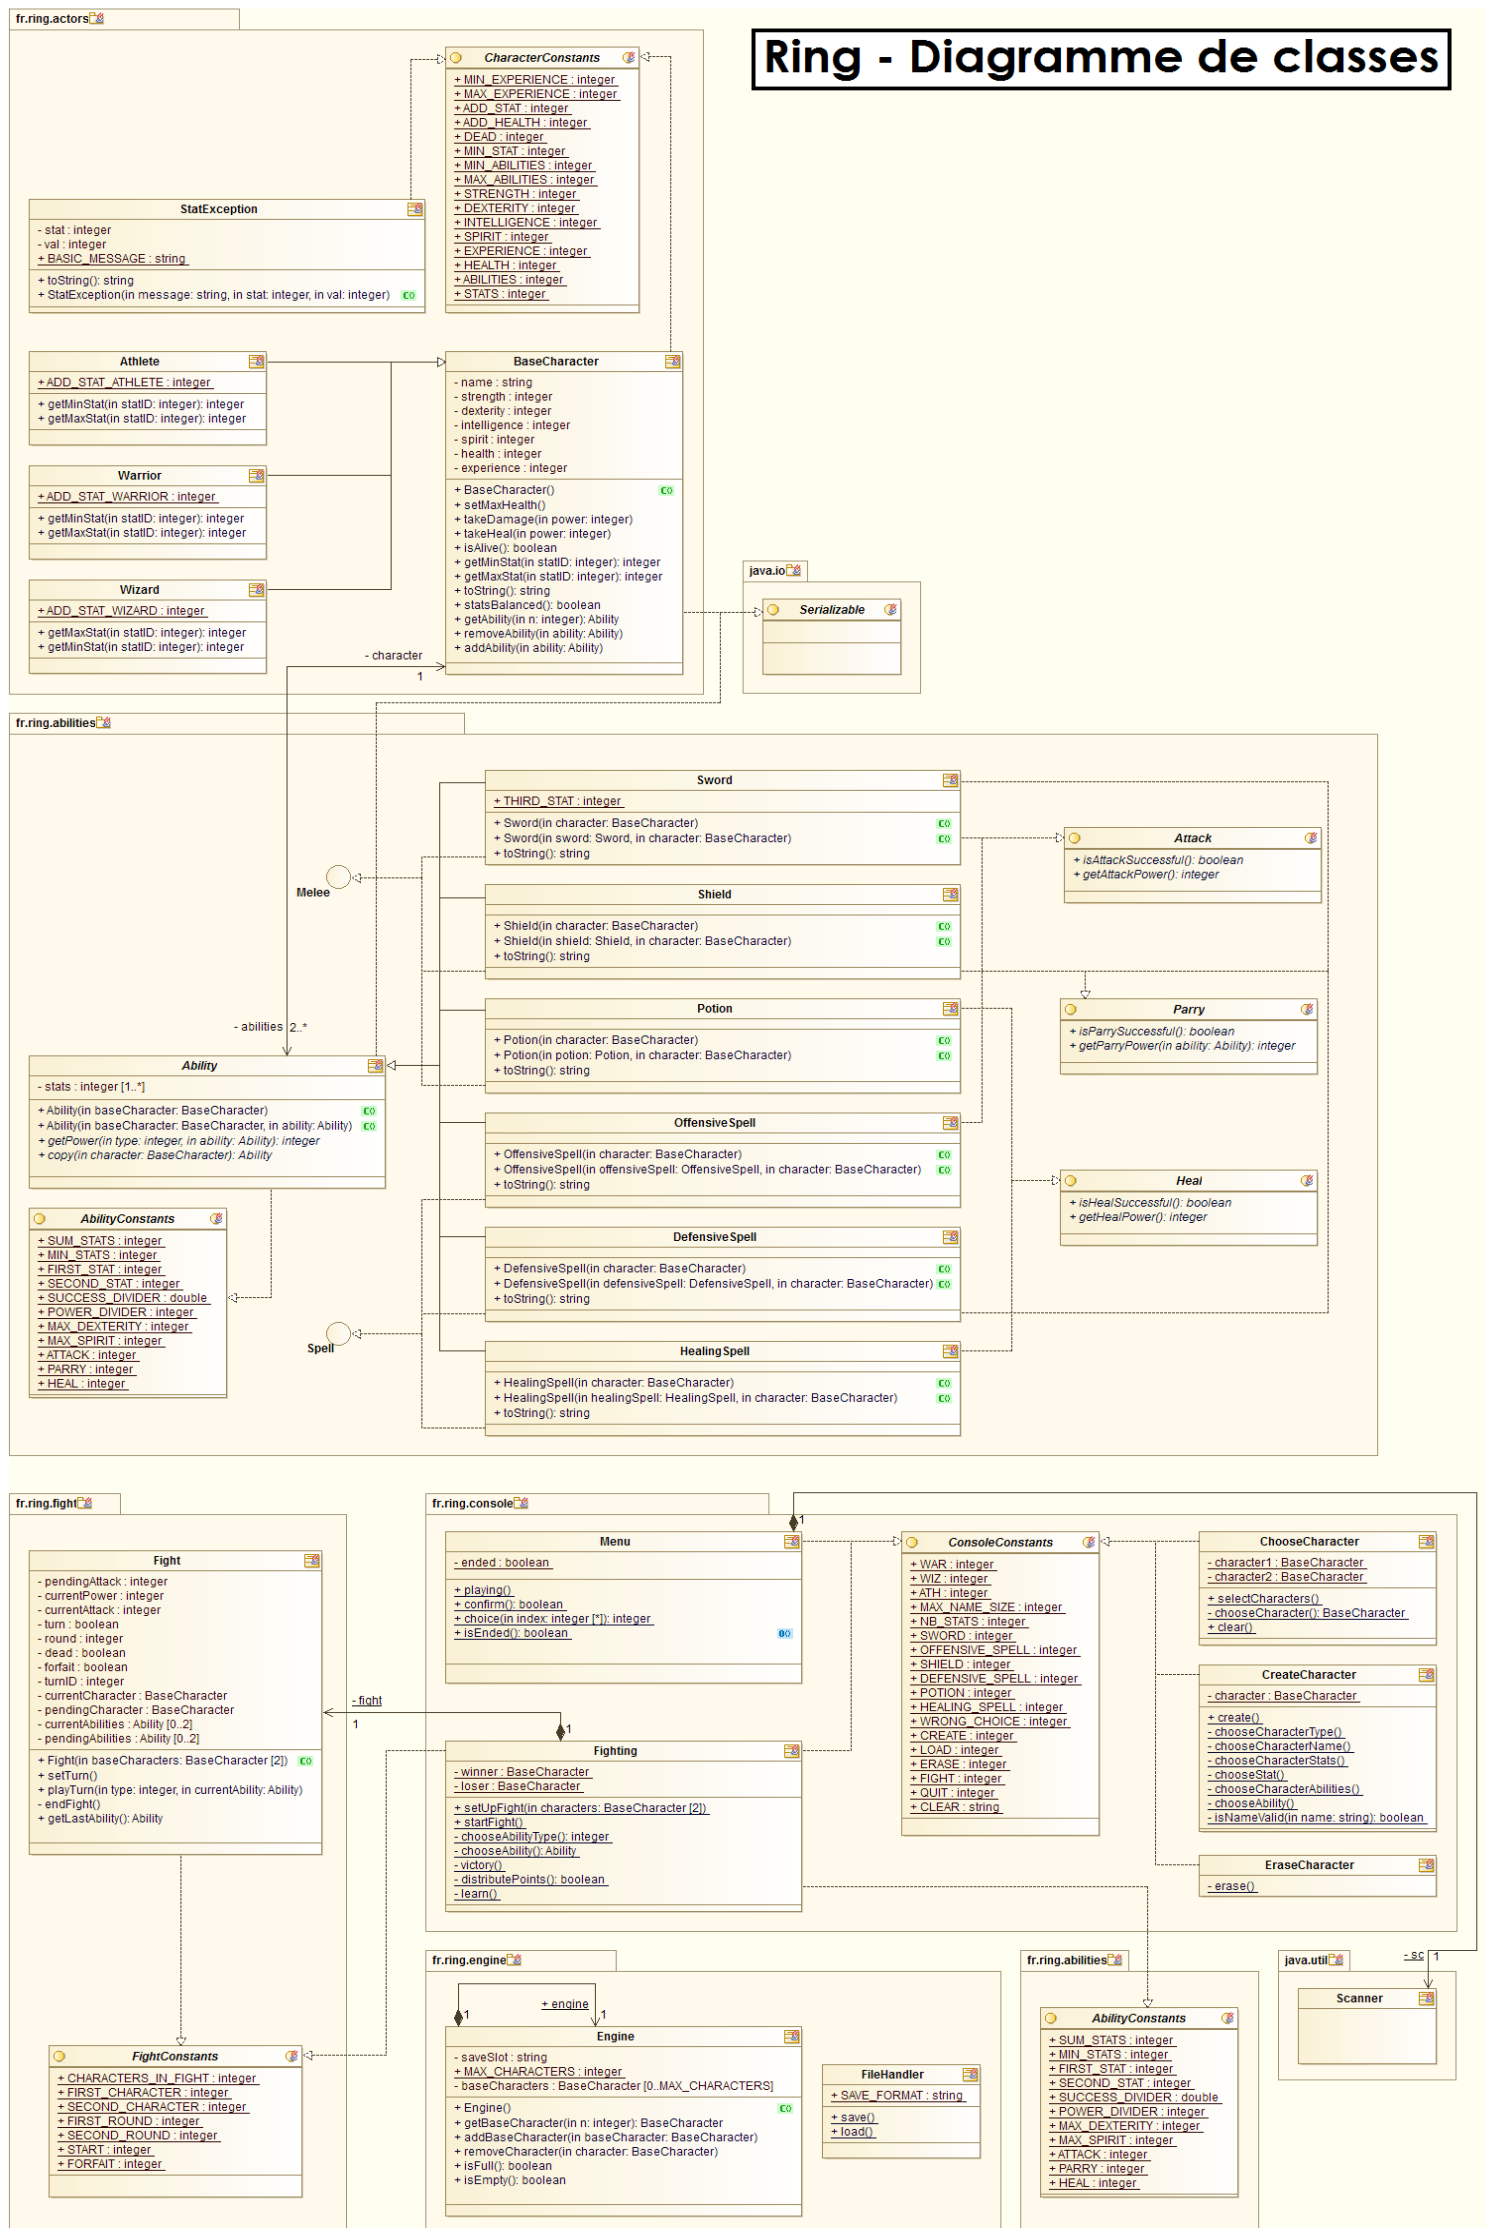 Ring - Diagramme de classes
fr.ring.actors
CharacterConstants
+ MIN_EXPERIENCE : integer
+ MAX_EXPERIENCE : integer
+ ADD_STAT : integer
+ ADD_HEALTH : integer
+ DEAD : integer
+ MIN_STAT : integer
+ MIN_ABILITIES : integer
+ MAX_ABILITIES : integer
+ STRENGTH : integer
+ DEXTERITY : integer
+ INTELLIGENCE : integer
+ SPIRIT : integer
+ EXPERIENCE : integer
+ HEALTH : integer
+ ABILITIES : integer
+ STATS : integer
StatException
- stat : integer
- val : integer
+ BASIC_MESSAGE : string
+ toString(): string
+ StatException(in message: string, in stat: integer, in val: integer)
Athlete
+ ADD_STAT_ATHLETE : integer
+ getMinStat(in statID: integer): integer
+ getMaxStat(in statID: integer): integer
Warrior
+ ADD_STAT_WARRIOR : integer
+ getMinStat(in statID: integer): integer
+ getMaxStat(in statID: integer): integer
Wizard
+ ADD_STAT_WIZARD : integer
+ getMaxStat(in statID: integer): integer
+ getMinStat(in statID: integer): integer
BaseCharacter
- name : string
- strength : integer
- dexterity : integer
- intelligence : integer
- spirit : integer
- health : integer
- experience : integer
+ BaseCharacter()
+ setMaxHealth()
+ takeDamage(in power: integer)
+ takeHeal(in power: integer)
+ isAlive(): boolean
+ getMinStat(in statID: integer): integer
+ getMaxStat(in statID: integer): integer
+ toString(): string
+ statsBalanced(): boolean
+ getAbility(in n: integer): Ability
+ removeAbility(in ability: Ability)
+ addAbility(in ability: Ability)
- character
1
java.io
Serializable
fr.ring.abilities
Sword
+ THIRD_STAT : integer
+ Sword(in character: BaseCharacter)
+ Sword(in sword: Sword, in character: BaseCharacter)
+ toString(): string
Attack
+ isAttackSuccessful(): boolean
+ getAttackPower(): integer
Melee
Shield
+ Shield(in character: BaseCharacter)
+ Shield(in shield: Shield, in character: BaseCharacter)
+ toString(): string
Potion
+ Potion(in character: BaseCharacter)
+ Potion(in potion: Potion, in character: BaseCharacter)
+ toString(): string
Parry
+ isParrySuccessful(): boolean
+ getParryPower(in ability: Ability): integer
- abilities 2..*
Ability
- stats : integer [1..*]
+ Ability(in baseCharacter: BaseCharacter)
+ Ability(in baseCharacter: BaseCharacter, in ability: Ability)
+ getPower(in type: integer, in ability: Ability): integer
+ copy(in character: BaseCharacter): Ability
OffensiveSpell
+ OffensiveSpell(in character: BaseCharacter)
+ OffensiveSpell(in offensiveSpell: OffensiveSpell, in character: BaseCharacter)
+ toString(): string
Heal
+ isHealSuccessful(): boolean
+ getHealPower(): integer
AbilityConstants
+ SUM_STATS : integer
+ MIN_STATS : integer
+ FIRST_STAT : integer
+ SECOND_STAT : integer
+ SUCCESS_DIVIDER : double
+ POWER_DIVIDER : integer
+ MAX_DEXTERITY : integer
+ MAX_SPIRIT : integer
+ ATTACK : integer
+ PARRY : integer
+ HEAL : integer
DefensiveSpell
+ DefensiveSpell(in character: BaseCharacter)
+ DefensiveSpell(in defensiveSpell: DefensiveSpell, in character: BaseCharacter)
+ toString(): string
Spell
HealingSpell
+ HealingSpell(in character: BaseCharacter)
+ HealingSpell(in healingSpell: HealingSpell, in character: BaseCharacter)
+ toString(): string
fr.ring.fight
Fight
- pendingAttack : integer
- currentPower : integer
- currentAttack : integer
- turn : boolean
- round : integer
- dead : boolean
- forfait : boolean
- turnID : integer
- currentCharacter : BaseCharacter
- pendingCharacter : BaseCharacter
- currentAbilities : Ability [0..2]
- pendingAbilities : Ability [0..2]
+ Fight(in baseCharacters: BaseCharacter [2])
+ setTurn()
+ playTurn(in type: integer, in currentAbility: Ability)
- endFight()
+ getLastAbility(): Ability
FightConstants
+ CHARACTERS_IN_FIGHT : integer
+ FIRST_CHARACTER : integer
+ SECOND_CHARACTER : integer
+ FIRST_ROUND : integer
+ SECOND_ROUND : integer
+ START : integer
+ FORFAIT : integer
- fight
1
fr.ring.console
1
Menu
- ended : boolean
+ playing()
+ confirm(): boolean
+ choice(in index: integer [*]): integer
+ isEnded(): boolean
1
Fighting
- winner : BaseCharacter
- loser : BaseCharacter
+ setUpFight(in characters: BaseCharacter [2])
+ startFight()
- chooseAbilityType(): integer
- chooseAbility(): Ability
- victory()
- distributePoints(): boolean
- learn()
ConsoleConstants
+ WAR : integer
+ WIZ : integer
+ ATH : integer
+ MAX_NAME_SIZE : integer
+ NB_STATS : integer
+ SWORD : integer
+ OFFENSIVE_SPELL : integer
+ SHIELD : integer
+ DEFENSIVE_SPELL : integer
+ POTION : integer
+ HEALING_SPELL : integer
+ WRONG_CHOICE : integer
+ CREATE : integer
+ LOAD : integer
+ ERASE : integer
+ FIGHT : integer
+ QUIT : integer
+ CLEAR : string
ChooseCharacter
- character1 : BaseCharacter
- character2 : BaseCharacter
+ selectCharacters()
- chooseCharacter(): BaseCharacter
+ clear()
CreateCharacter
- character : BaseCharacter
+ create()
- chooseCharacterType()
- chooseCharacterName()
- chooseCharacterStats()
- chooseStat()
- chooseCharacterAbilities()
- chooseAbility()
- isNameValid(in name: string): boolean
EraseCharacter
- erase()
fr.ring.engine
+ engine
1
1
Engine
- saveSlot : string
+ MAX_CHARACTERS : integer
- baseCharacters : BaseCharacter [0..MAX_CHARACTERS]
+ Engine()
+ getBaseCharacter(in n: integer): BaseCharacter
+ addBaseCharacter(in baseCharacter: BaseCharacter)
+ removeCharacter(in character: BaseCharacter)
+ isFull(): boolean
+ isEmpty(): boolean
FileHandler
+ SAVE_FORMAT : string
+ save()
+ load()
fr.ring.abilities
AbilityConstants
+ SUM_STATS : integer
+ MIN_STATS : integer
+ FIRST_STAT : integer
+ SECOND_STAT : integer
+ SUCCESS_DIVIDER : double
+ POWER_DIVIDER : integer
+ MAX_DEXTERITY : integer
+ MAX_SPIRIT : integer
+ ATTACK : integer
+ PARRY : integer
+ HEAL : integer
java.util
- sc
1
Scanner